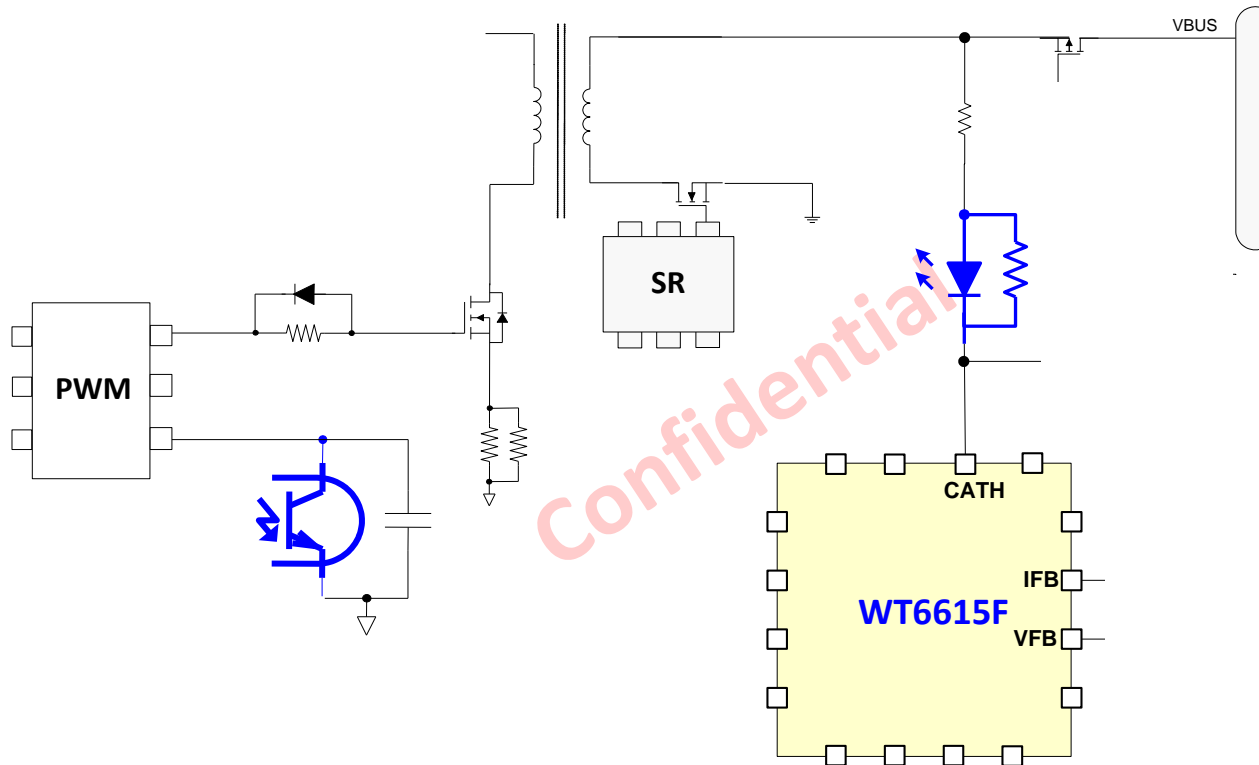 VBUS
SR
PWM
Confidential
CATH
IFB
WT6615F
VFB